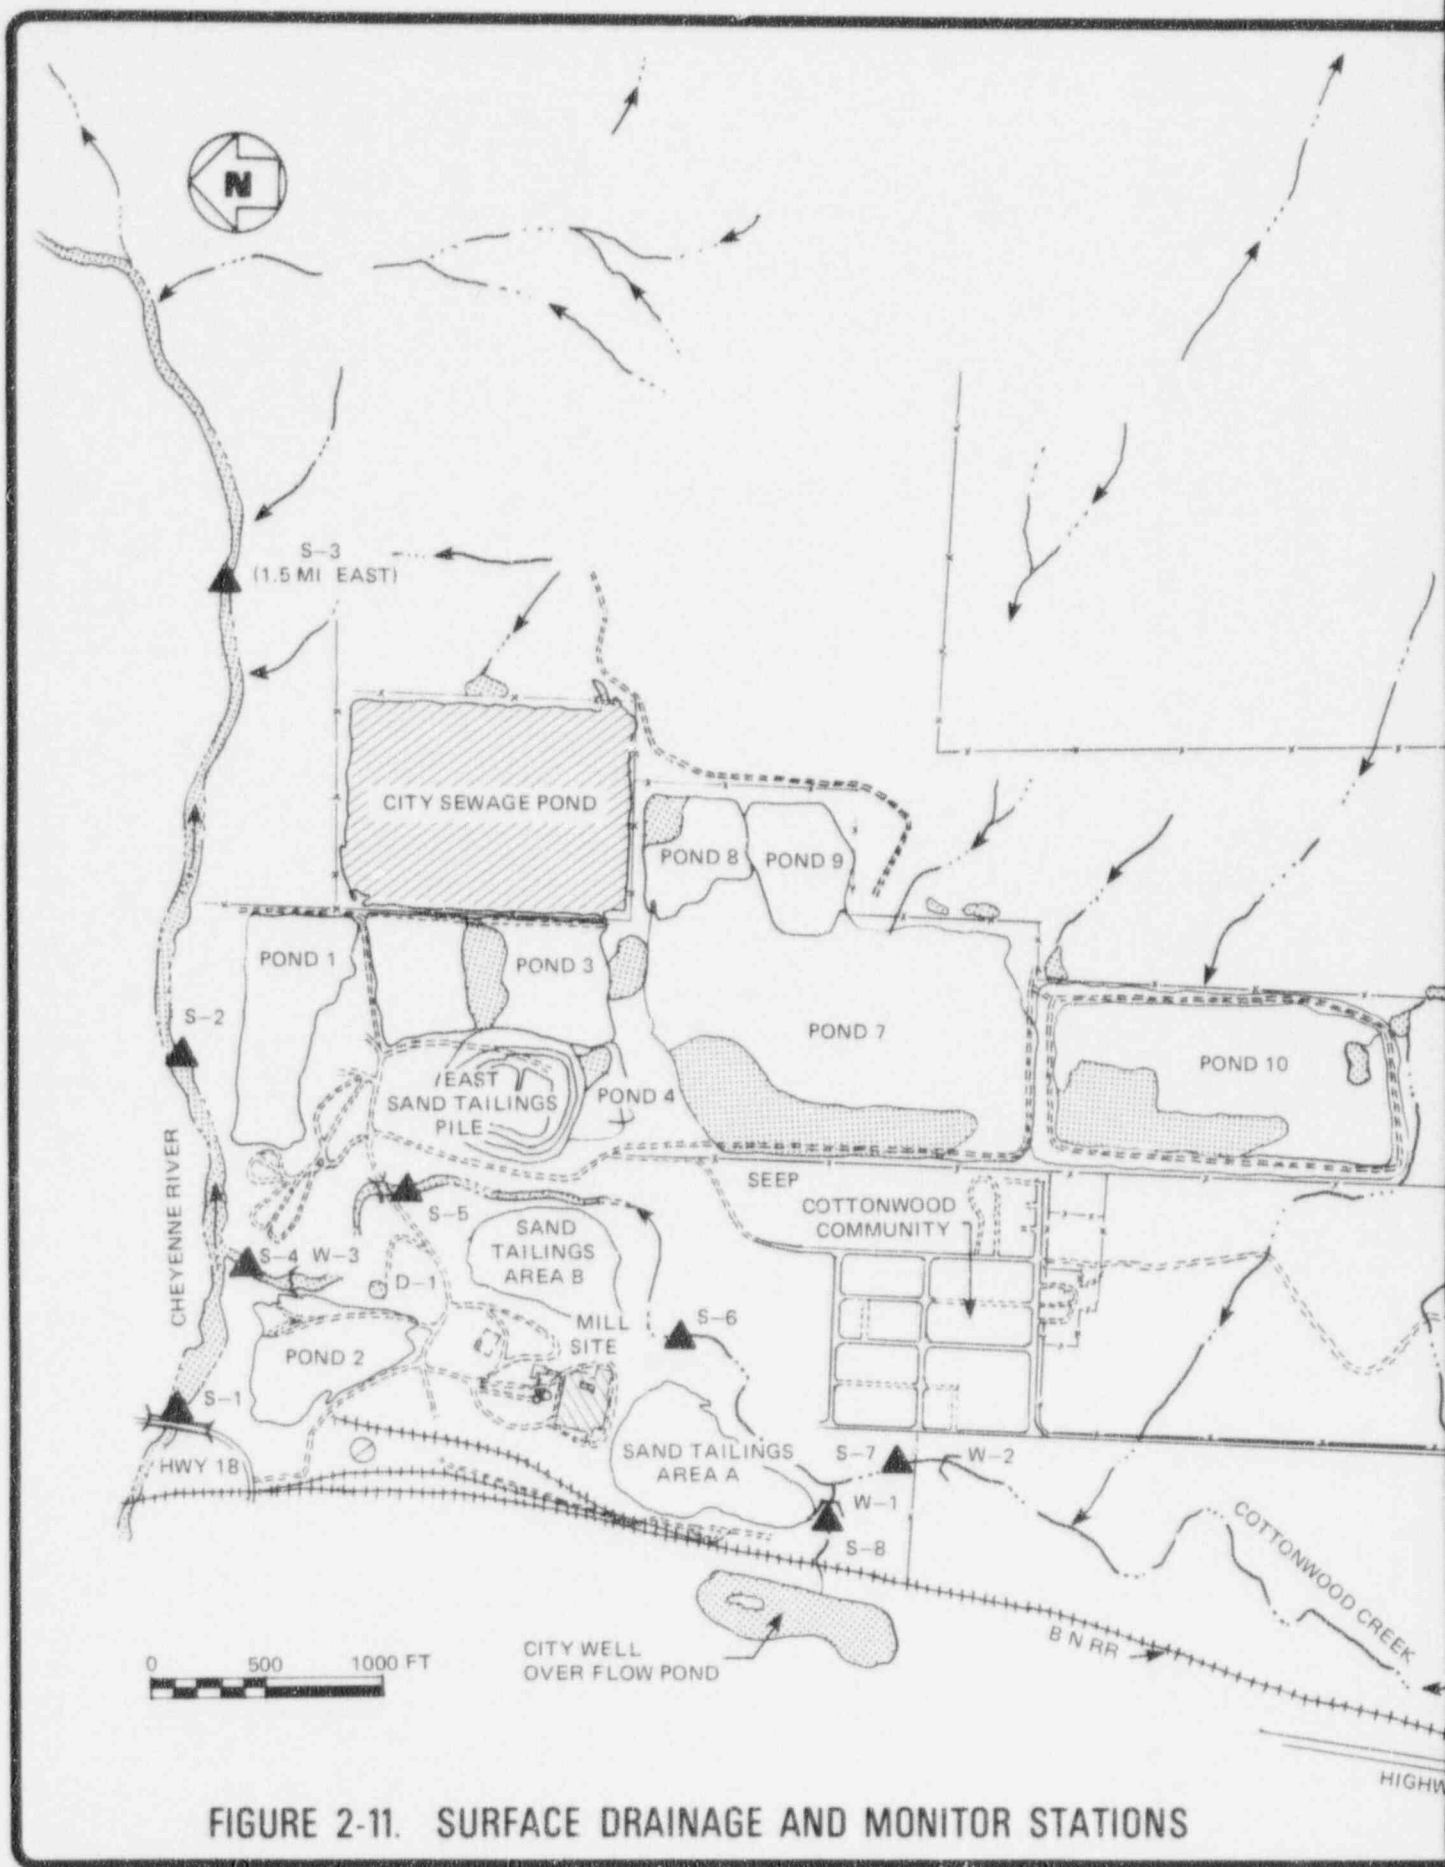 N
S-3
(1.5 MI EAST)
CITY SEWAGE POND
POND 8
POND 9
POND 1
POND 3
S-2
POND 7
POND 10
EAST
SAND TAILINGS
PILE
POND 4
SEEP
COTTONWOOD
COMMUNITY
CHEYENNE RIVER
S-5
SAND
TAILINGS
AREA B
S-4
W-3
D-1
MILL
SITE
S-6
POND 2
S-1
HWY 18
SAND TAILINGS
AREA A
S-7
W-2
W-1
S-8
COTTONWOOD CREEK
B N RR
CITY WELL
OVER FLOW POND
0 500 1000 FT
HIGHW
FIGURE 2-11. SURFACE DRAINAGE AND MONITOR STATIONS